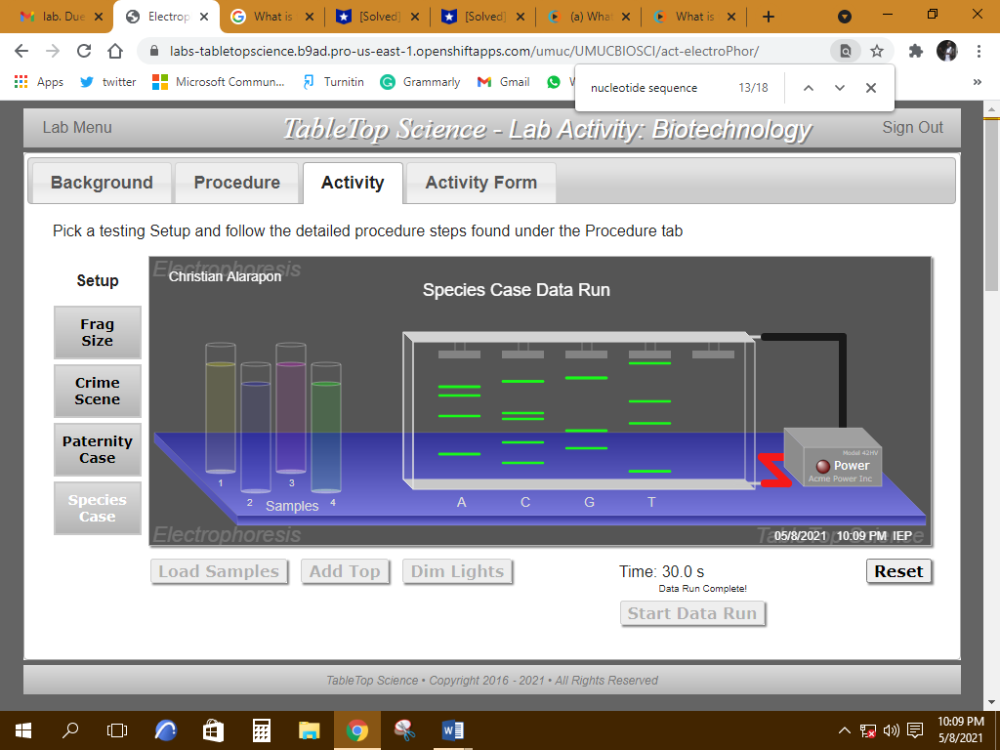 lab. Due
Electrop
What is
[Solved]
[Solved]
(a) Wha
What is
labs-tabletopscience.b9ad.pro-us-east-1.openshiftapps.com/umuc/UMUCBIOSCI/act-electroPhor/
Apps
twitter
Microsoft Commun...
Turnitin
Grammarly
Gmail
nucleotide sequence 13/18
Lab Menu
TableTop Science - Lab Activity: Biotechnology
Sign Out
Background
Procedure
Activity
Activity Form
Pick a testing Setup and follow the detailed procedure steps found under the Procedure tab
Setup
Frag
Size
Crime
Scene
Paternity
Case
Species
Case
Electrophoresis
Christian Alarapon
Species Case Data Run
1
2
3
4
Samples
A C G T
Model 42HV
Power
Acme Power Inc
Electrophoresis
TableTop Science
05/8/2021 10:09 PM IEP
Load Samples
Add Top
Dim Lights
Time: 30.0 s
Data Run Complete!
Start Data Run
Reset
TableTop Science • Copyright 2016 - 2021 • All Rights Reserved
10:09 PM
5/8/2021